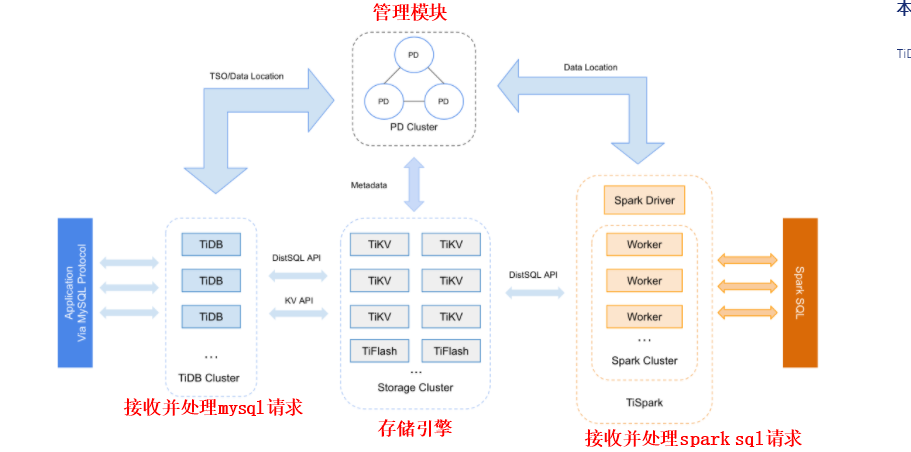 管理模块
本
TiD
PD
TSO/Data Location
Data Location
PD
PD
PD Cluster
Metadata
Spark Driver
Application
Via MySQL Protocol
TiDB
TiDB
TiDB
...
TiDB Cluster
DistSQL API
KV API
TiKV
TiKV
TiKV
TiKV
TiKV
TiKV
TiFlash
TiFlash
...
Storage Cluster
DistSQL API
Worker
Worker
Worker
...
Spark Cluster
TiSpark
Spark SQL
接收并处理mysql请求
存储引擎
接收并处理spark sql请求